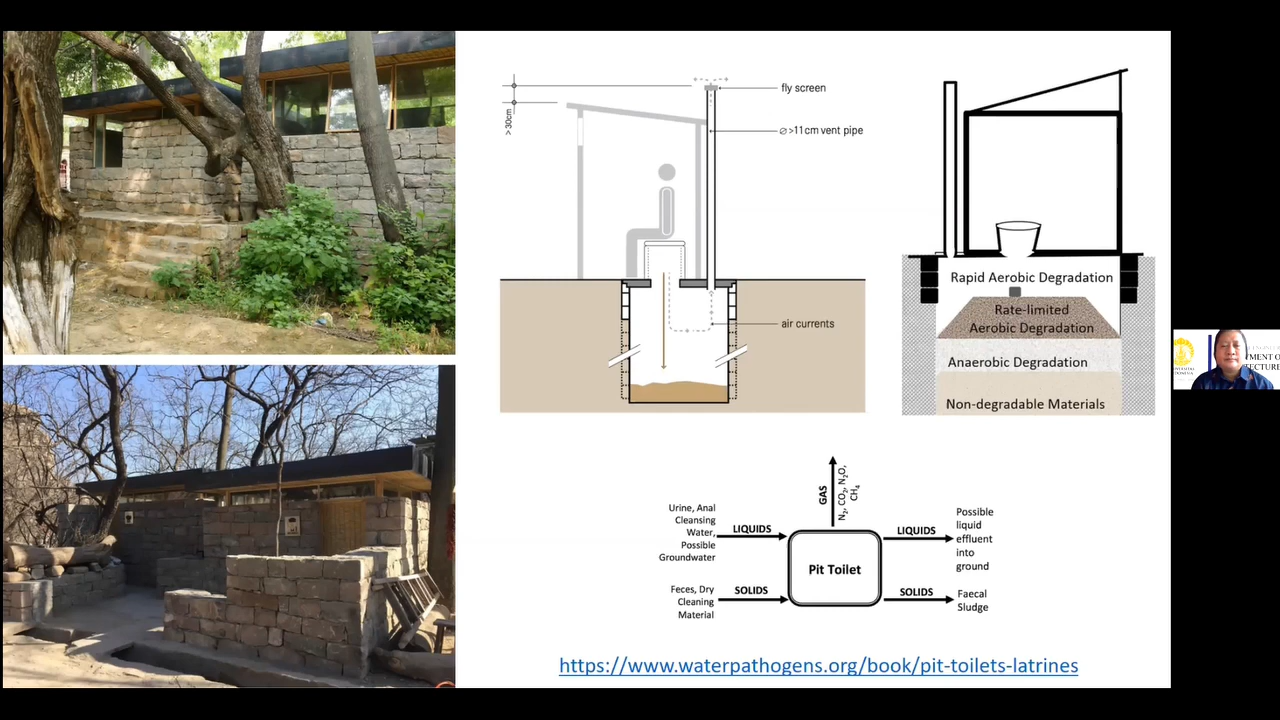 fly screen
>30cm
⌀>11cm vent pipe
air currents
Rapid Aerobic Degradation
Rate-limited
Aerobic Degradation
Anaerobic Degradation
Non-degradable Materials
GAS
N₂, CO₂, N₂O,
CH₄
Urine, Anal
Cleansing
Water,
Possible
Groundwater
LIQUIDS
Feces, Dry
Cleaning
Material
SOLIDS
Pit Toilet
LIQUIDS
Possible
liquid
effluent
into
ground
SOLIDS
Faecal
Sludge
https://www.waterpathogens.org/book/pit-toilets-latrines
TMENT O
TECTURE